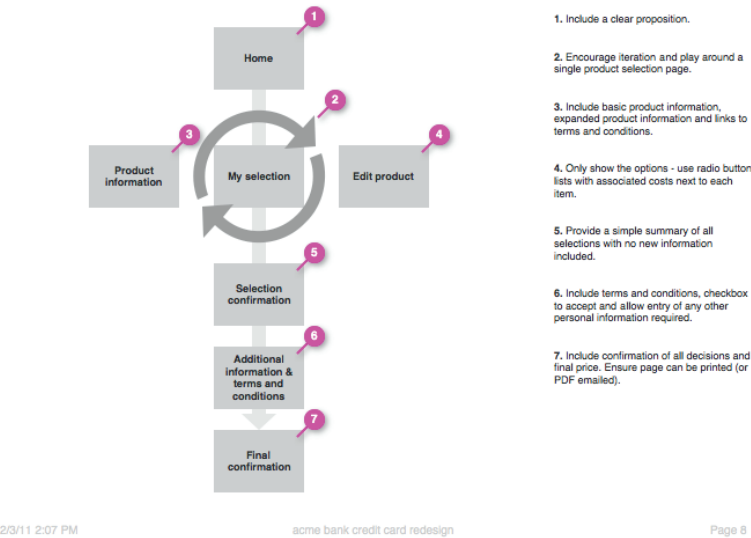 1
Home
2
3
Product
information
My selection
4
Edit product
5
Selection
confirmation
6
Additional
information &
terms and
conditions
7
Final
confirmation
1. Include a clear proposition.
2. Encourage iteration and play around a
single product selection page.
3. Include basic product information,
expanded product information and links to
terms and conditions.
4. Only show the options - use radio button
lists with associated costs next to each
item.
5. Provide a simple summary of all
selections with no new information
included.
6. Include terms and conditions, checkbox
to accept and allow entry of any other
personal information required.
7. Include confirmation of all decisions and
final price. Ensure page can be printed (or
PDF emailed).
2/3/11 2:07 PM
acme bank credit card redesign
Page 8